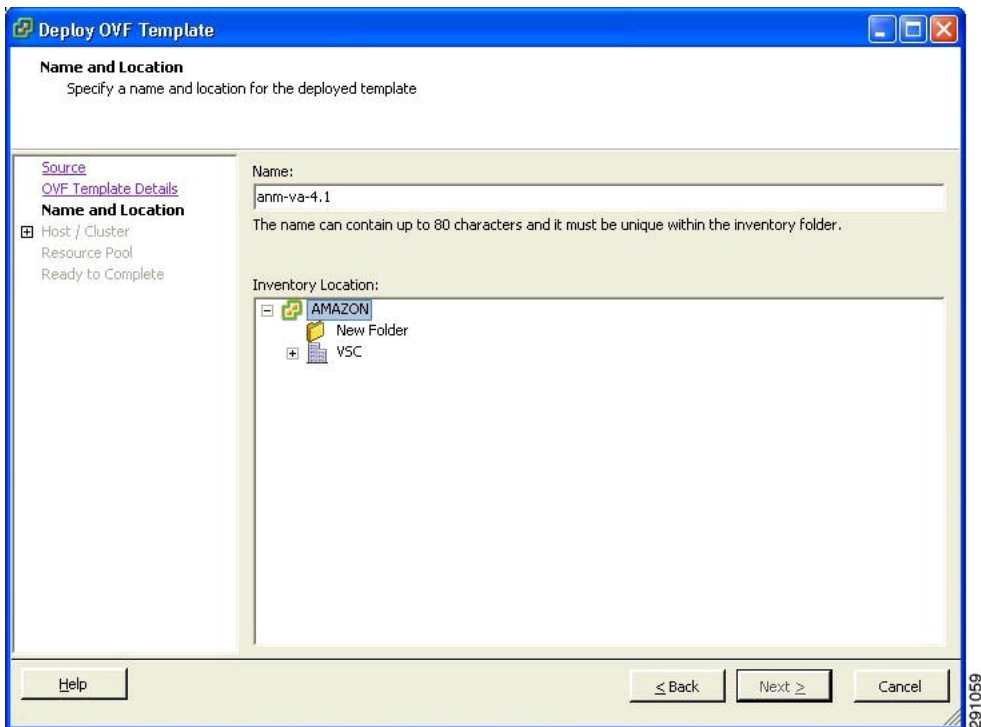 Deploy OVF Template
Name and Location
Specify a name and location for the deployed template
Source
OVF Template Details
Name and Location
Host / Cluster
Resource Pool
Ready to Complete
Name:
anm-va-4.1
The name can contain up to 80 characters and it must be unique within the inventory folder.
Inventory Location:
AMAZON
New Folder
VSC
Help
< Back
Next >
Cancel
291059